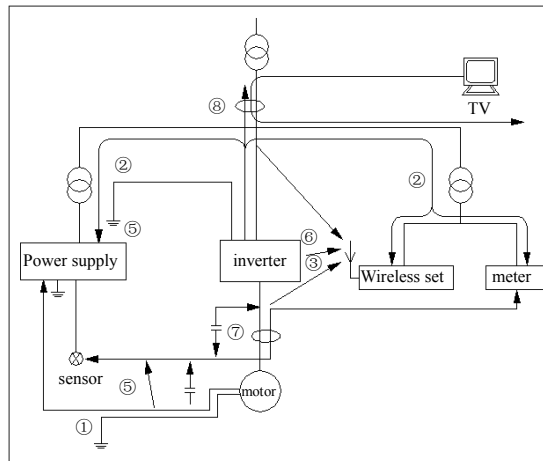 TV
⑧
②
②
⑤
⑥
Power supply
inverter
③
Wireless set
meter
⑦
sensor
⑤
motor
①